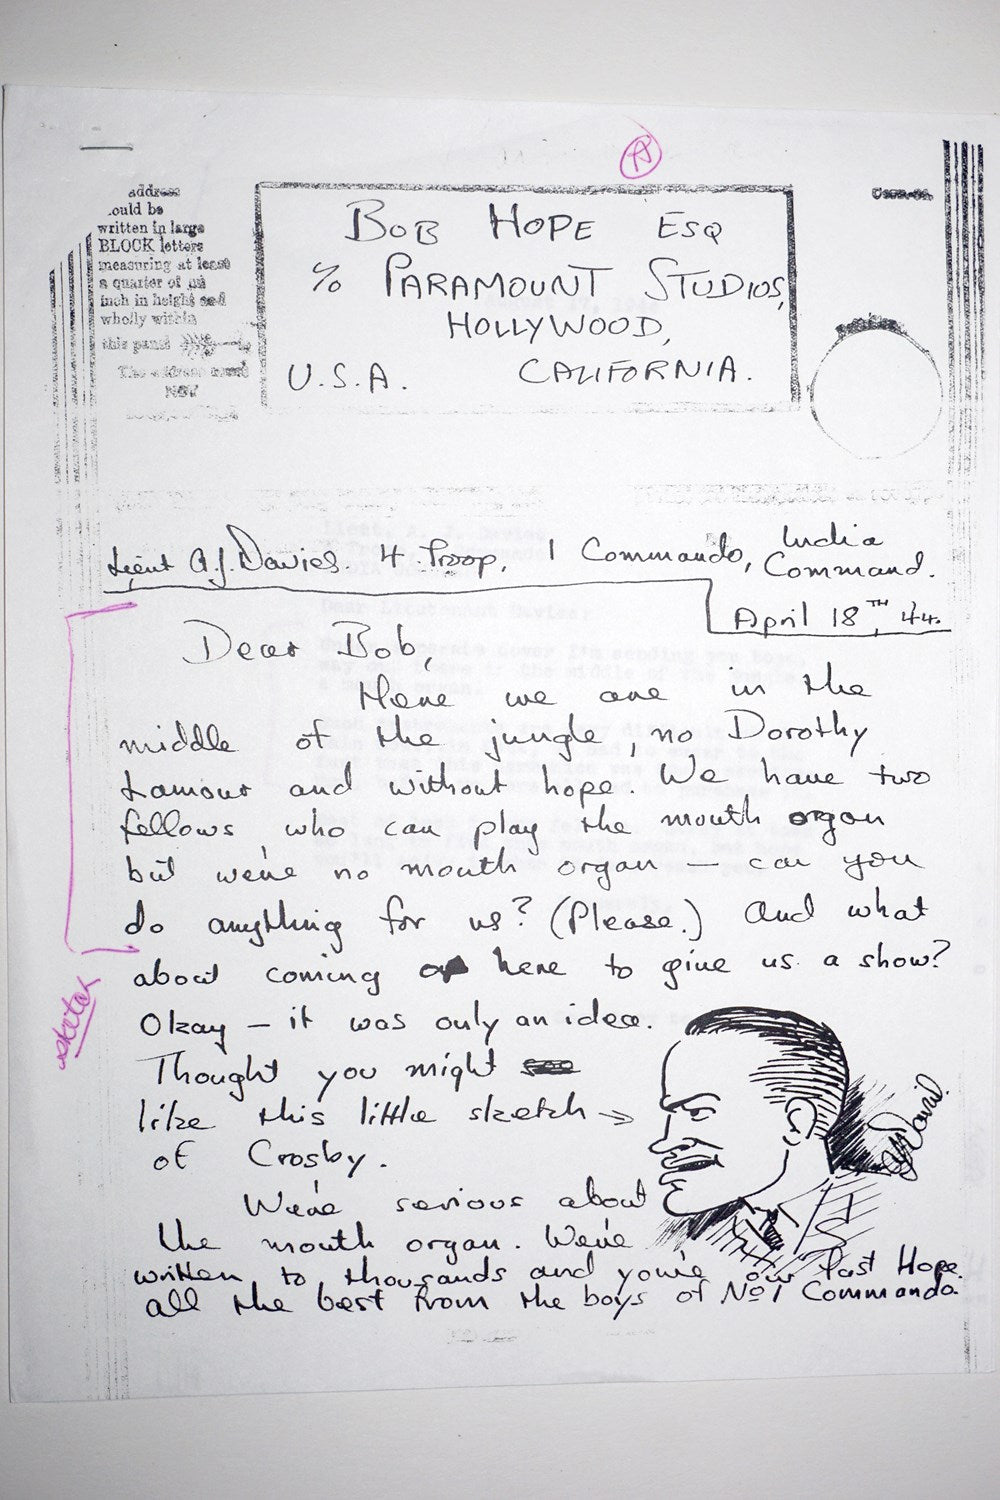 A
address
ould be
written in large
BLOCK letters
measuring at least
a quarter of an
inch in height and
wholly within
this panel
The address must
NOT
BOB HOPE ESQ
c/o PARAMOUNT STUDIOS,
HOLLYWOOD,
U.S.A. CALIFORNIA.
Lieut A.J. Davies. 4 Troop, 1 Commando, India Command.
April 18TH, 44.
Dear Bob,
Here we are in the
middle of the jungle, no Dorothy
Lamour and without hope. We have two
fellows who can play the mouth organ
but we've no mouth organ — can you
do anything for us? (Please.) And what
about coming here to give us a show?
Okay – it was only an idea.
Thought you might
like this little sketch →
of Crosby.
We're serious about
the mouth organ. We've
written to thousands and you're our last Hope.
all the best from the boys of No 1 Commando.
sketch